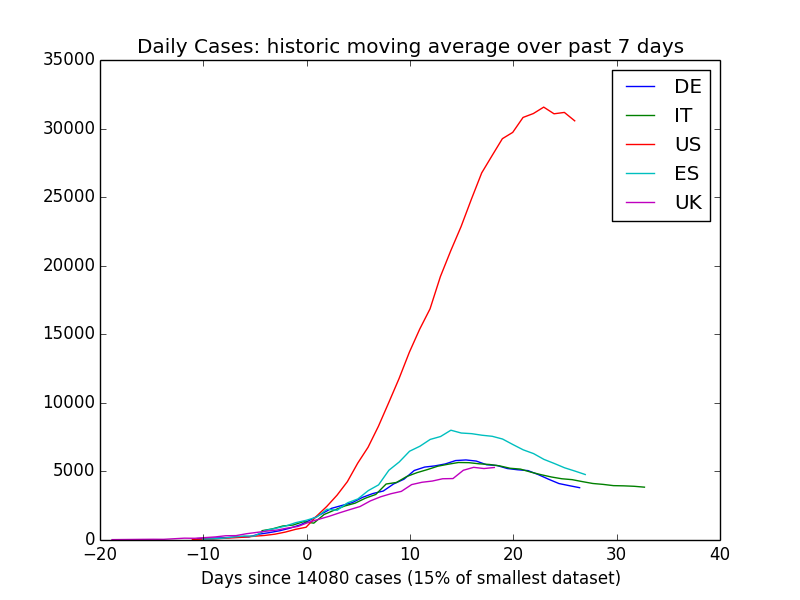 Daily Cases: historic moving average over past 7 days
35000
30000
25000
20000
15000
10000
5000
0
DE
IT
US
ES
UK
−20 −10 0 10 20 30 40
Days since 14080 cases (15% of smallest dataset)